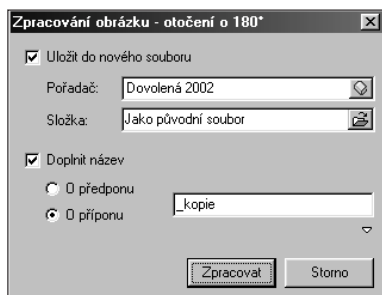 Zpracování obrázku - otočení o 180°
Uložit do nového souboru
Pořadač: Dovolená 2002
Složka: Jako původní soubor
Doplnit název
O předponu
O příponu
_kopie
Zpracovat Storno